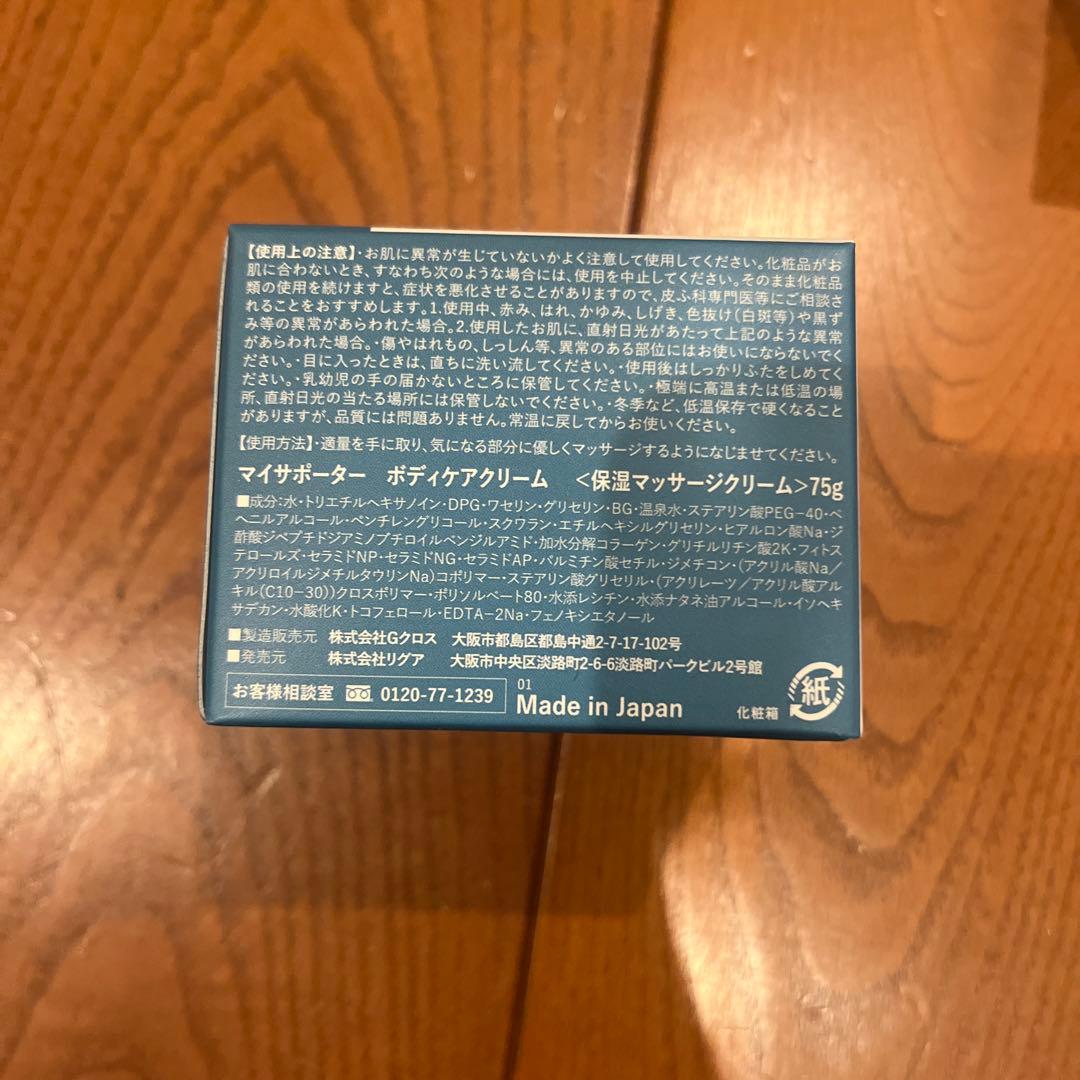 【使用上の注意】・お肌に異常が生じていないかよく注意して使用してください。化粧品がお
肌に合わないとき、すなわち次のような場合には、使用を中止してください。そのまま化粧品
類の使用を続けますと、症状を悪化させることがありますので、皮ふ科専門医等にご相談さ
れることをおすすめします。1.使用中、赤み、はれ、かゆみ、しげき、色抜け(白斑等)や黒ず
み等の異常があらわれた場合。2.使用したお肌に、直射日光があたって上記のような異常
があらわれた場合。・傷やはれもの、しっしん等、異常のある部位にはお使いにならないでく
ださい。・目に入ったときは、直ちに洗い流してください。・使用後はしっかりふたをしめてく
ださい。・乳幼児の手の届かないところに保管してください。・極端に高温または低温の場
所、直射日光の当たる場所には保管しないでください。・冬季など、低温保存で硬くなること
がありますが、品質には問題ありません。常温に戻してからお使いください。
【使用方法】・適量を手に取り、気になる部分に優しくマッサージするようになじませてください。
マイサポーター ボディケアクリーム <保湿マッサージクリーム>75g
■成分:水・トリエチルヘキサノイン・DPG・ワセリン・グリセリン・BG・温泉水・ステアリン酸PEG-40・ベ
ヘニルアルコール・ペンチレングリコール・スクワラン・エチルヘキシルグリセリン・ヒアルロン酸Na・ジ
酢酸ジペプチドジアミノブチロイルベンジルアミド・加水分解コラーゲン・グリチルリチン酸2K・フィトス
テロールズ・セラミドNP・セラミドNG・セラミドAP・パルミチン酸セチル・ジメチコン・(アクリル酸Na/
アクリロイルジメチルタウリンNa)コポリマー・ステアリン酸グリセリル・(アクリレーツ/アクリル酸アル
キル(C10-30))クロスポリマー・ポリソルベート80・水添レシチン・水添ナタネ油アルコール・イソヘキ
サデカン・水酸化K・トコフェロール・EDTA-2Na・フェノキシエタノール
■製造販売元 株式会社Gクロス 大阪市都島区都島中通2-7-17-102号
■発売元 株式会社リグア 大阪市中央区淡路町2-6-6淡路町パークビル2号館
お客様相談室 0120-77-1239
01
Made in Japan
化粧箱
紙